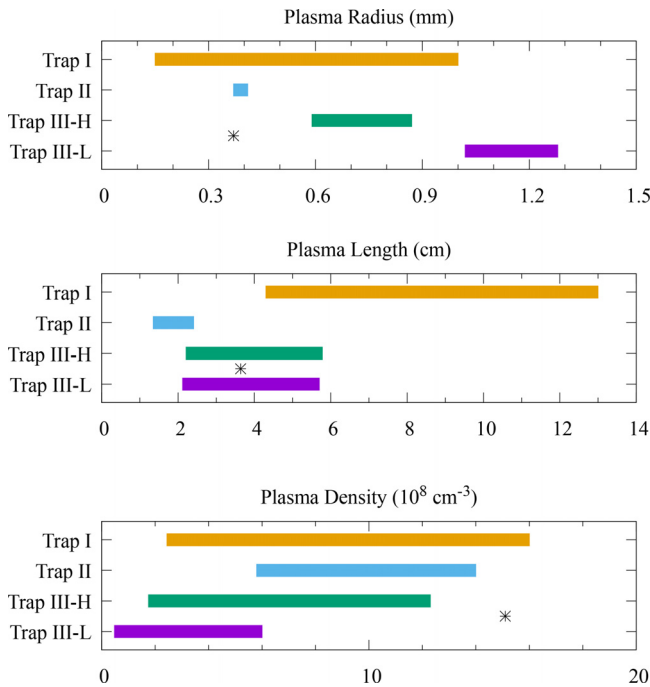 Plasma Radius (mm)
Trap I
Trap II
Trap III-H
Trap III-L
0 0.3 0.6 0.9 1.2 1.5
Plasma Length (cm)
Trap I
Trap II
Trap III-H
Trap III-L
0 2 4 6 8 10 12 14
Plasma Density (10⁸ cm⁻³)
Trap I
Trap II
Trap III-H
Trap III-L
0 10 20